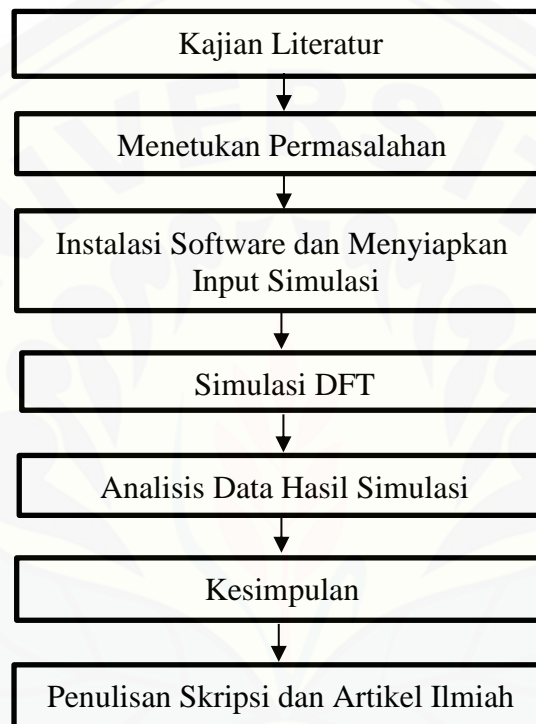 Kajian Literatur
Menetukan Permasalahan
Instalasi Software dan Menyiapkan
Input Simulasi
Simulasi DFT
Analisis Data Hasil Simulasi
Kesimpulan
Penulisan Skripsi dan Artikel Ilmiah